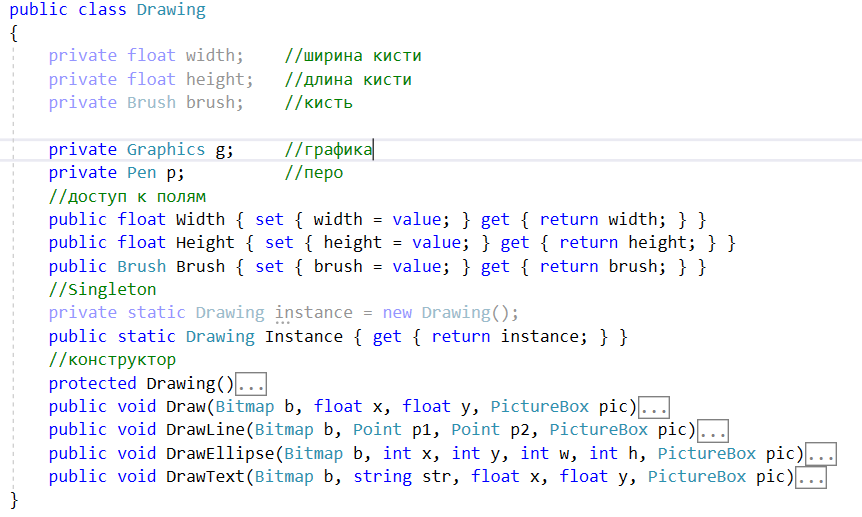 public class Drawing
{
    private float width;    //ширина кисти
    private float height;   //длина кисти
    private Brush brush;    //кисть
    private Graphics g;     //графика
    private Pen p;          //перо
    //доступ к полям
    public float Width { set { width = value; } get { return width; } }
    public float Height { set { height = value; } get { return height; } }
    public Brush Brush { set { brush = value; } get { return brush; } }
    //Singleton
    private static Drawing instance = new Drawing();
    public static Drawing Instance { get { return instance; } }
    //конструктор
    protected Drawing()...
    public void Draw(Bitmap b, float x, float y, PictureBox pic)...
    public void DrawLine(Bitmap b, Point p1, Point p2, PictureBox pic)...
    public void DrawEllipse(Bitmap b, int x, int y, int w, int h, PictureBox pic)...
    public void DrawText(Bitmap b, string str, float x, float y, PictureBox pic)...
}